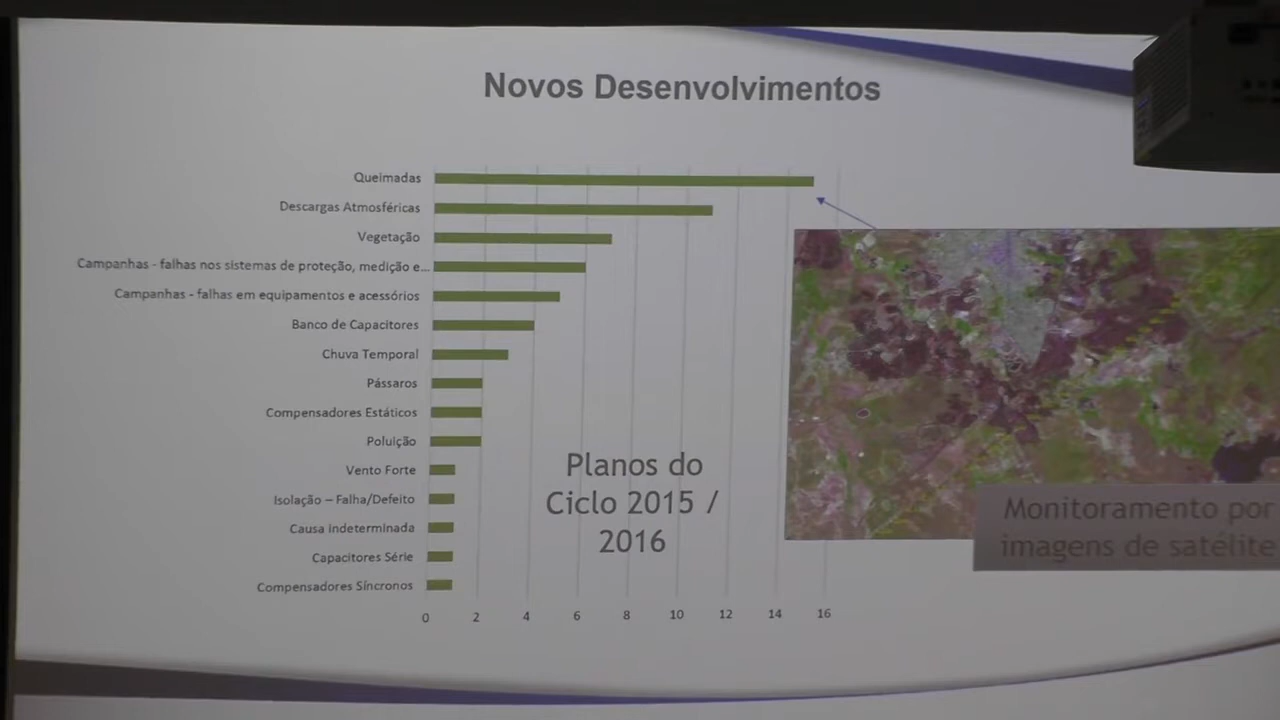 Novos Desenvolvimentos
Queimadas
Descargas Atmosféricas
Vegetação
Campanhas - falhas nos sistemas de proteção, medição e...
Campanhas - falhas em equipamentos e acessórios
Banco de Capacitores
Chuva Temporal
Pássaros
Compensadores Estáticos
Poluição
Vento Forte
Isolação – Falha/Defeito
Causa Indeterminada
Capacitores Série
Compensadores Síncronos
0 2 4 6 8 10 12 14 16
Planos do
Ciclo 2015 /
2016
Monitoramento por
imagens de satélite